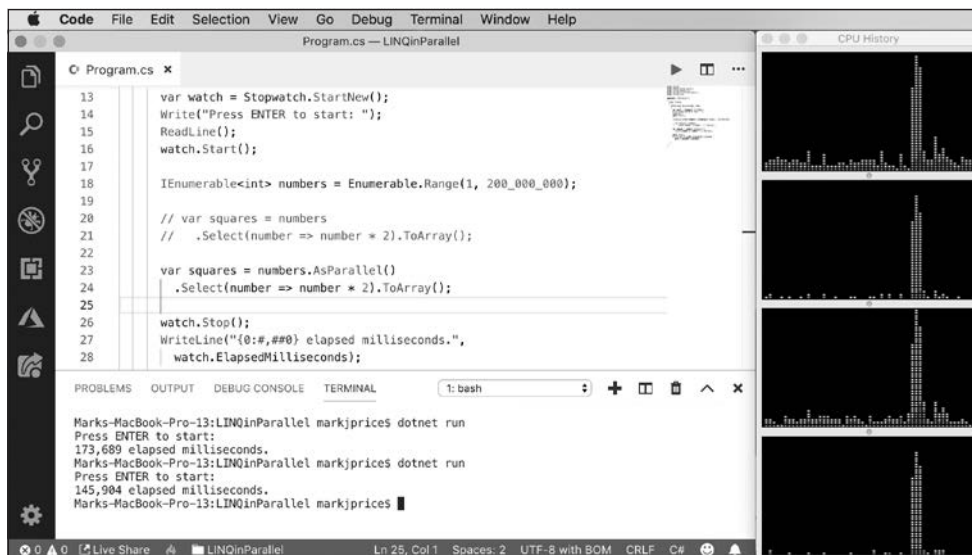 Code File Edit Selection View Go Debug Terminal Window Help
Program.cs — LINQinParallel
CPU History
Program.cs ×
13 var watch = Stopwatch.StartNew();
14 Write("Press ENTER to start: ");
15 ReadLine();
16 watch.Start();
17
18 IEnumerable<int> numbers = Enumerable.Range(1, 200_000_000);
19
20 // var squares = numbers
21 //   .Select(number => number * 2).ToArray();
22
23 var squares = numbers.AsParallel()
24   .Select(number => number * 2).ToArray();
25
26 watch.Stop();
27 WriteLine("{0:#,##0} elapsed milliseconds.",
28   watch.ElapsedMilliseconds);
PROBLEMS OUTPUT DEBUG CONSOLE TERMINAL 1: bash
Marks-MacBook-Pro-13:LINQinParallel markjprice$ dotnet run
Press ENTER to start:
173,689 elapsed milliseconds.
Marks-MacBook-Pro-13:LINQinParallel markjprice$ dotnet run
Press ENTER to start:
145,904 elapsed milliseconds.
Marks-MacBook-Pro-13:LINQinParallel markjprice$
0 0 Live Share LINQinParallel Ln 25, Col 1 Spaces: 2 UTF-8 with BOM CRLF C#